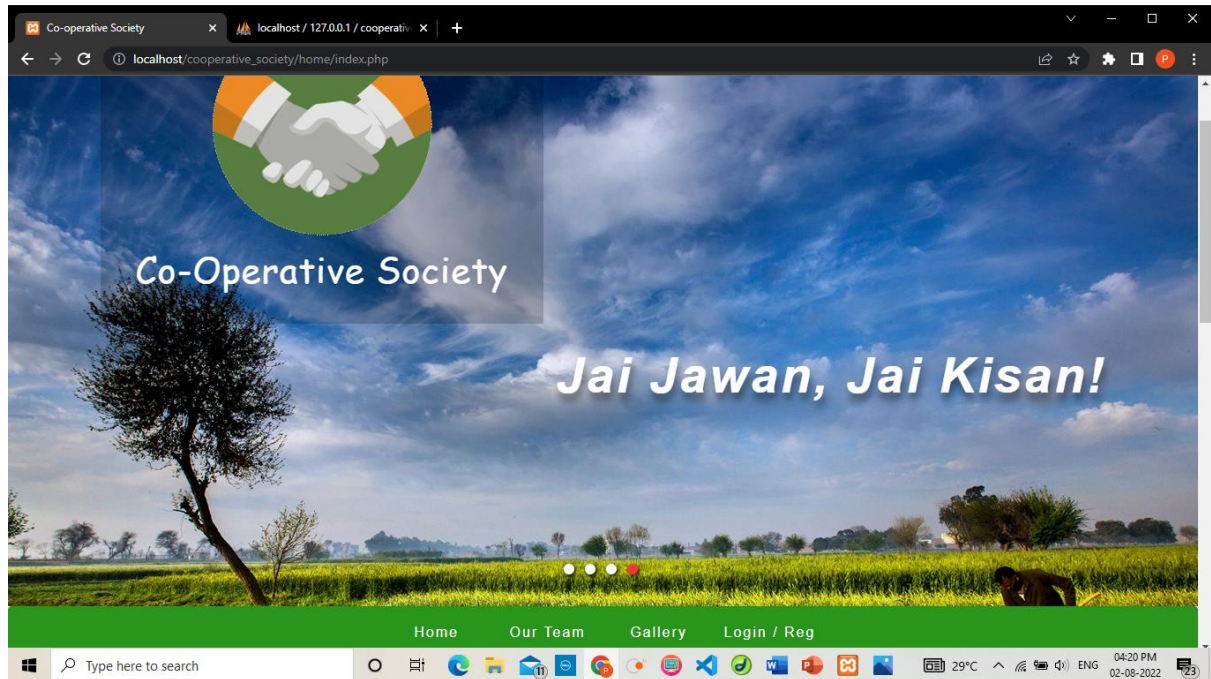 Co-operative Society
localhost / 127.0.0.1 / cooperativ
localhost/cooperative_society/home/index.php
P
Co-Operative Society
Jai Jawan, Jai Kisan!
Home Our Team Gallery Login / Reg
Type here to search
11
29°C ENG 04:20 PM
02-08-2022
23